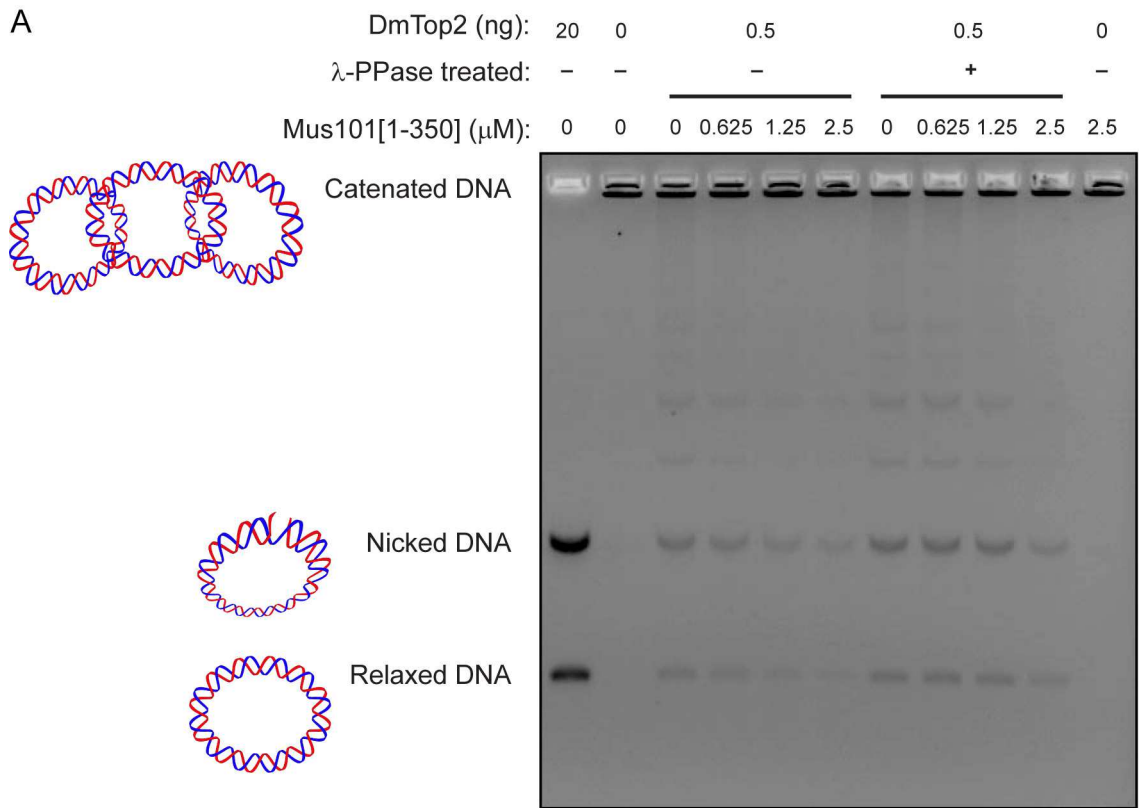 A
DmTop2 (ng): 20 0 0.5 0.5 0
λ-PPase treated: – – – + –
Mus101[1-350] (μM): 0 0 0 0.625 1.25 2.5 0 0.625 1.25 2.5 2.5
Catenated DNA
Nicked DNA
Relaxed DNA